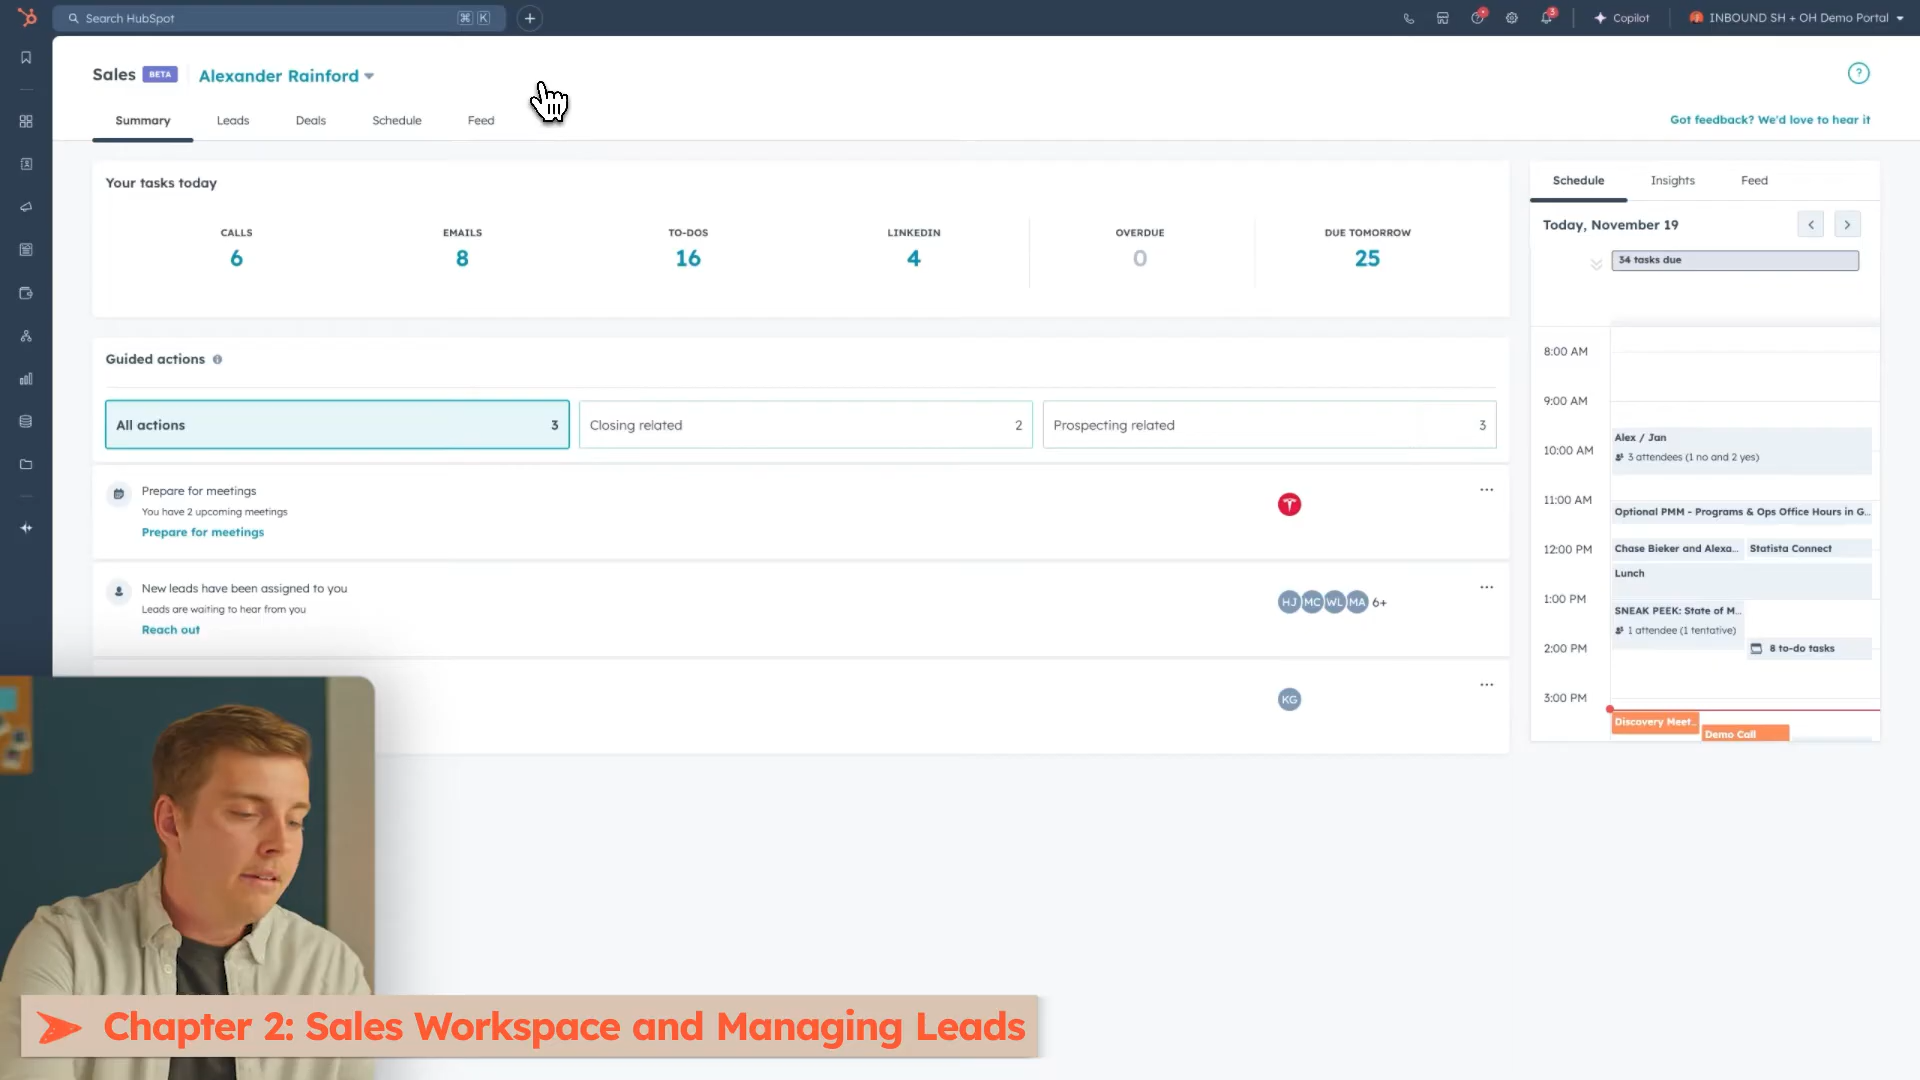 Search HubSpot
⌘ K
3
Copilot
INBOUND SH + OH Demo Portal
Sales BETA Alexander Rainford
?
Summary Leads Deals Schedule Feed
Got feedback? We'd love to hear it
Your tasks today
CALLS
6
EMAILS
8
TO-DOS
16
LINKEDIN
4
OVERDUE
0
DUE TOMORROW
25
Guided actions
All actions 3
Closing related 2
Prospecting related 3
Prepare for meetings
You have 2 upcoming meetings
Prepare for meetings
New leads have been assigned to you
Leads are waiting to hear from you
Reach out
HJ MC WL MA 6+
KG
Schedule Insights Feed
Today, November 19
34 tasks due
8:00 AM
9:00 AM
Alex / Jan
10:00 AM
3 attendees (1 no and 2 yes)
11:00 AM
Optional PMM - Programs & Ops Office Hours in G...
12:00 PM
Chase Bieker and Alexa... Statista Connect
Lunch
1:00 PM
SNEAK PEEK: State of M...
1 attendee (1 tentative)
2:00 PM
8 to-do tasks
3:00 PM
Discovery Meet...
Demo Call
Chapter 2: Sales Workspace and Managing Leads